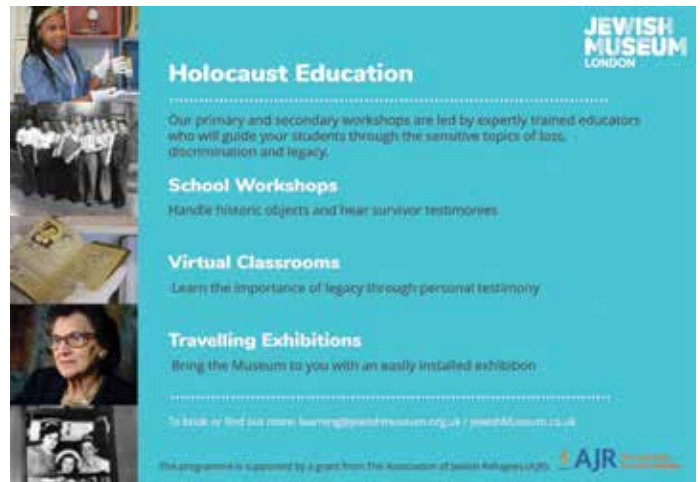 JEWISH
MUSEUM
LONDON
Holocaust Education
Our primary and secondary workshops are led by expertly trained educators
who will guide your students through the sensitive topics of loss,
discrimination and legacy.
School Workshops
Handle historic objects and hear survivor testimonies
Virtual Classrooms
Learn the importance of legacy through personal testimony
Travelling Exhibitions
Bring the Museum to you with an easily installed exhibition
To book or find out more: learning@jewishmuseum.org.uk / jewishMuseum.co.uk
This programme is supported by a grant from The Association of Jewish Refugees (AJR)
AJR